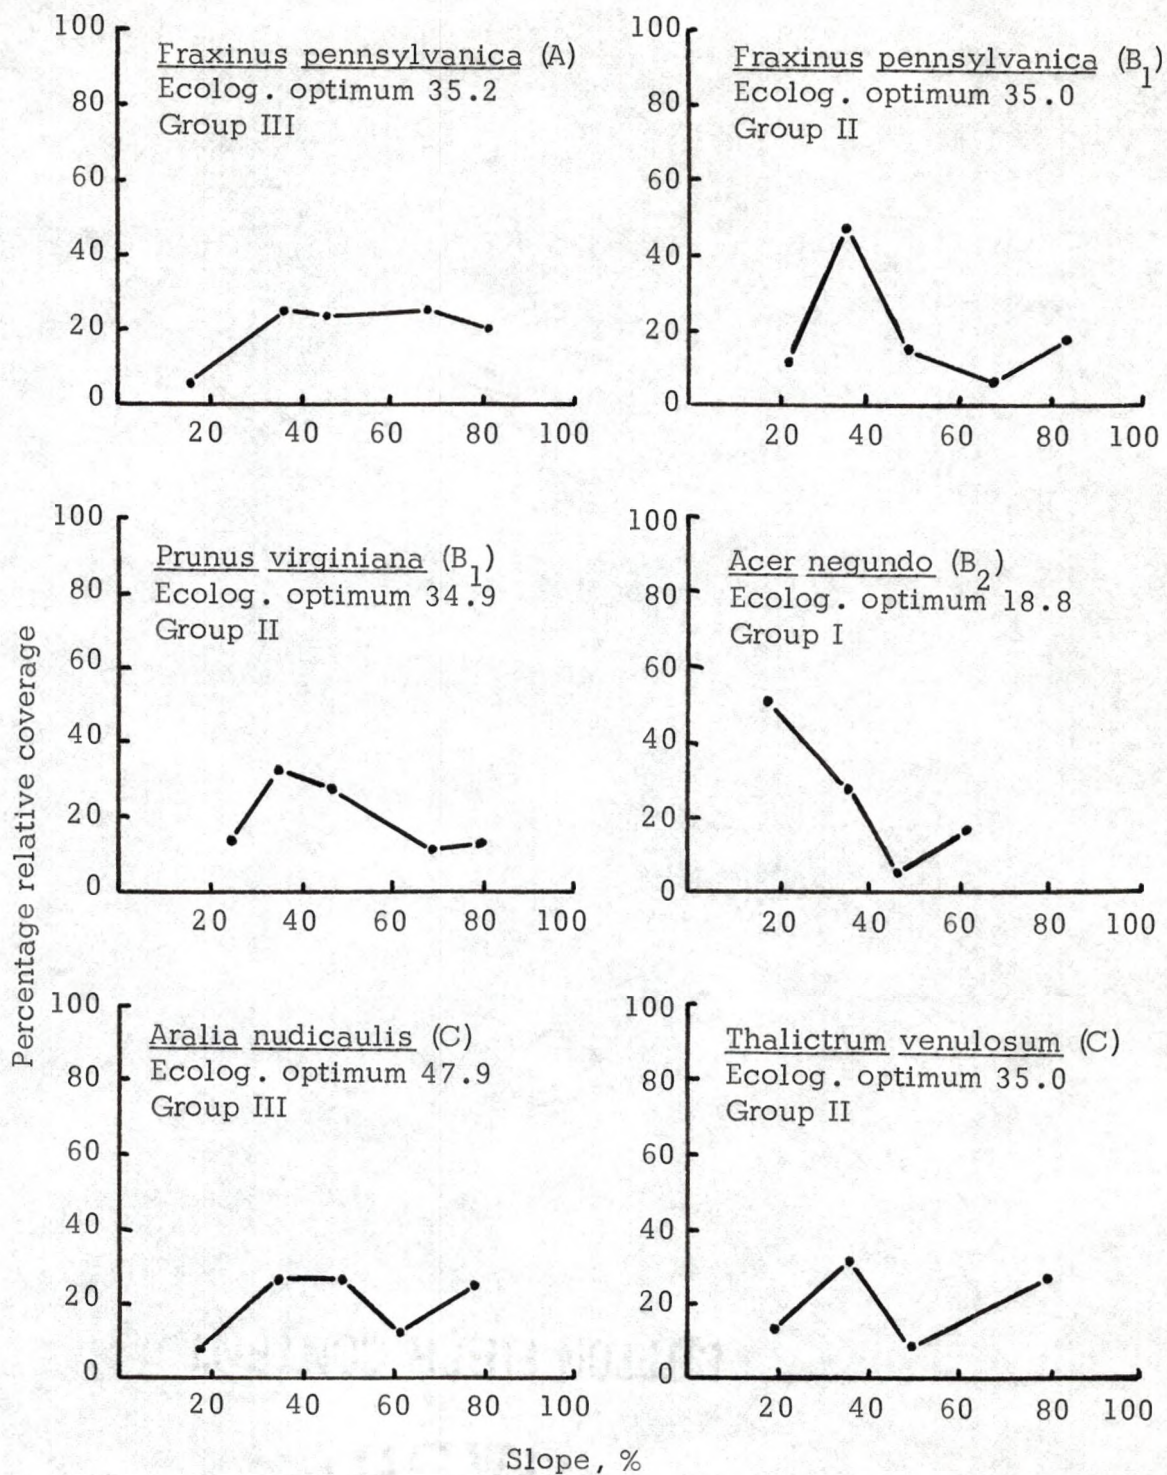 100
80
60
40
20
0
Fraxinus pennsylvanica (A)
Ecolog. optimum 35.2
Group III
20 40 60 80 100
100
80
60
40
20
0
Fraxinus pennsylvanica (B1)
Ecolog. optimum 35.0
Group II
20 40 60 80 100
Percentage relative coverage
100
80
60
40
20
0
Prunus virginiana (B1)
Ecolog. optimum 34.9
Group II
20 40 60 80 100
100
80
60
40
20
0
Acer negundo (B2)
Ecolog. optimum 18.8
Group I
20 40 60 80 100
100
80
60
40
20
0
Aralia nudicaulis (C)
Ecolog. optimum 47.9
Group III
20 40 60 80 100
100
80
60
40
20
0
Thalictrum venulosum (C)
Ecolog. optimum 35.0
Group II
20 40 60 80 100
Slope, %